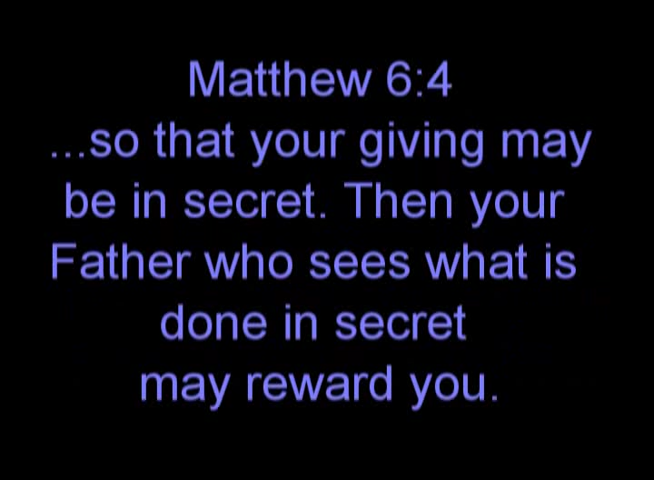 Matthew 6:4
...so that your giving may
be in secret. Then your
Father who sees what is
done in secret
may reward you.